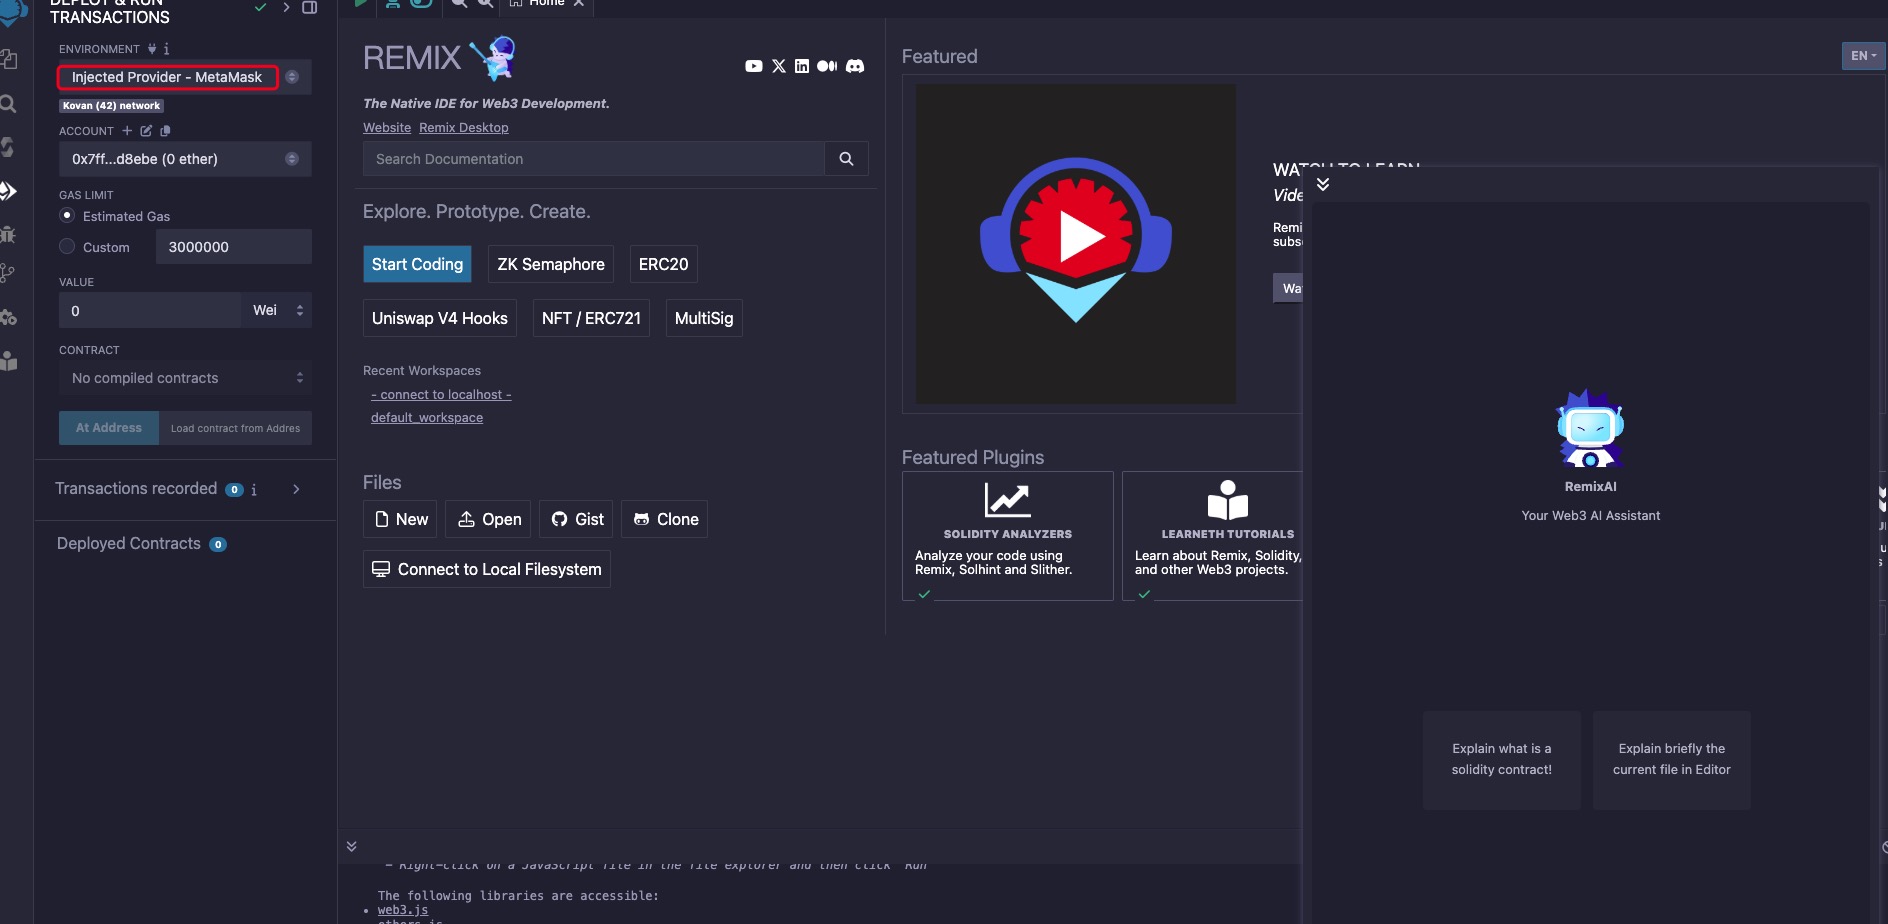 DEPLOY & RUN
TRANSACTIONS
ENVIRONMENT
Injected Provider - MetaMask
Kovan (42) network
ACCOUNT
0x7ff...d8ebe (0 ether)
GAS LIMIT
Estimated Gas
Custom
3000000
VALUE
0
Wei
CONTRACT
No compiled contracts
At Address
Load contract from Addres
Transactions recorded 0
Deployed Contracts 0
Home
REMIX
The Native IDE for Web3 Development.
Website Remix Desktop
Search Documentation
Explore. Prototype. Create.
Start Coding
ZK Semaphore
ERC20
Uniswap V4 Hooks
NFT / ERC721
MultiSig
Recent Workspaces
- connect to localhost -
default_workspace
Files
New
Open
Gist
Clone
Connect to Local Filesystem
Featured
EN
WATCH TO LEARN
Vide
Remi
subs
Wa
Featured Plugins
SOLIDITY ANALYZERS
Analyze your code using
Remix, Solhint and Slither.
LEARNETH TUTORIALS
Learn about Remix, Solidity,
and other Web3 projects.
RemixAI
Your Web3 AI Assistant
Explain what is a
solidity contract!
Explain briefly the
current file in Editor
- Right-click on a JavaScript file in the file explorer and then click `Run`
The following libraries are accessible:
web3.js
ethers.js